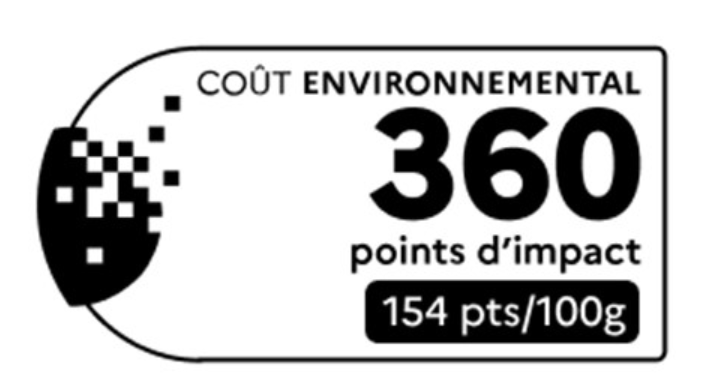 COÛT ENVIRONNEMENTAL
360
points d'impact
154 pts/100g